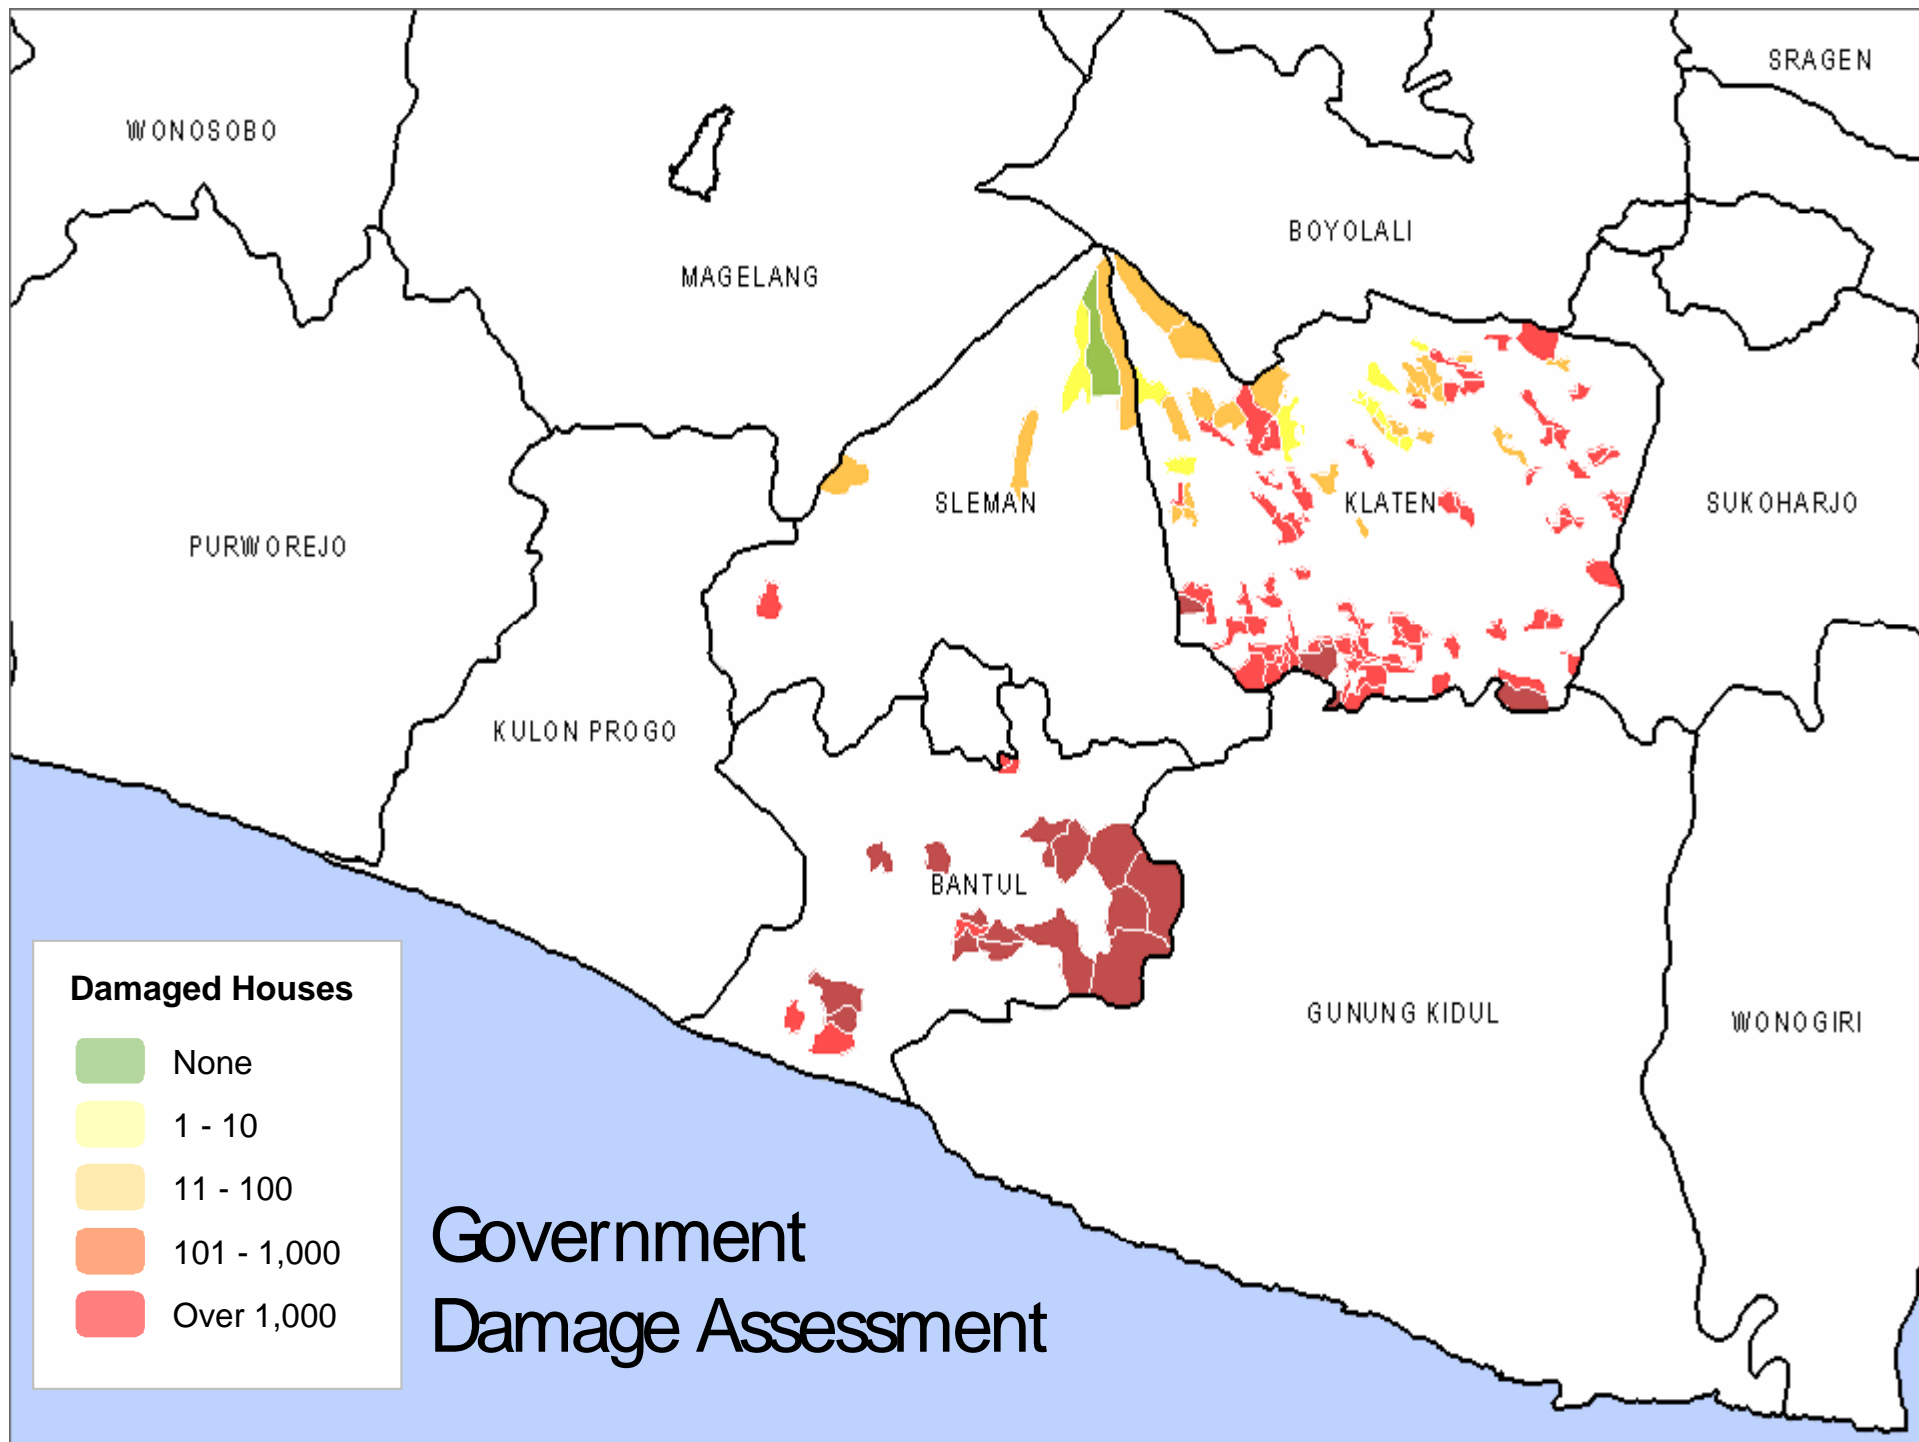 SRAGEN
WONOSOBO
BOYOLALI
MAGELANG
SLEMAN
KLATEN
SUKOHARJO
PURWOREJO
KULON PROGO
BANTUL
GUNUNG KIDUL
WONOGIRI
Damaged Houses
None
1 - 10
11 - 100
101 - 1,000
Over 1,000
Government
Damage Assessment